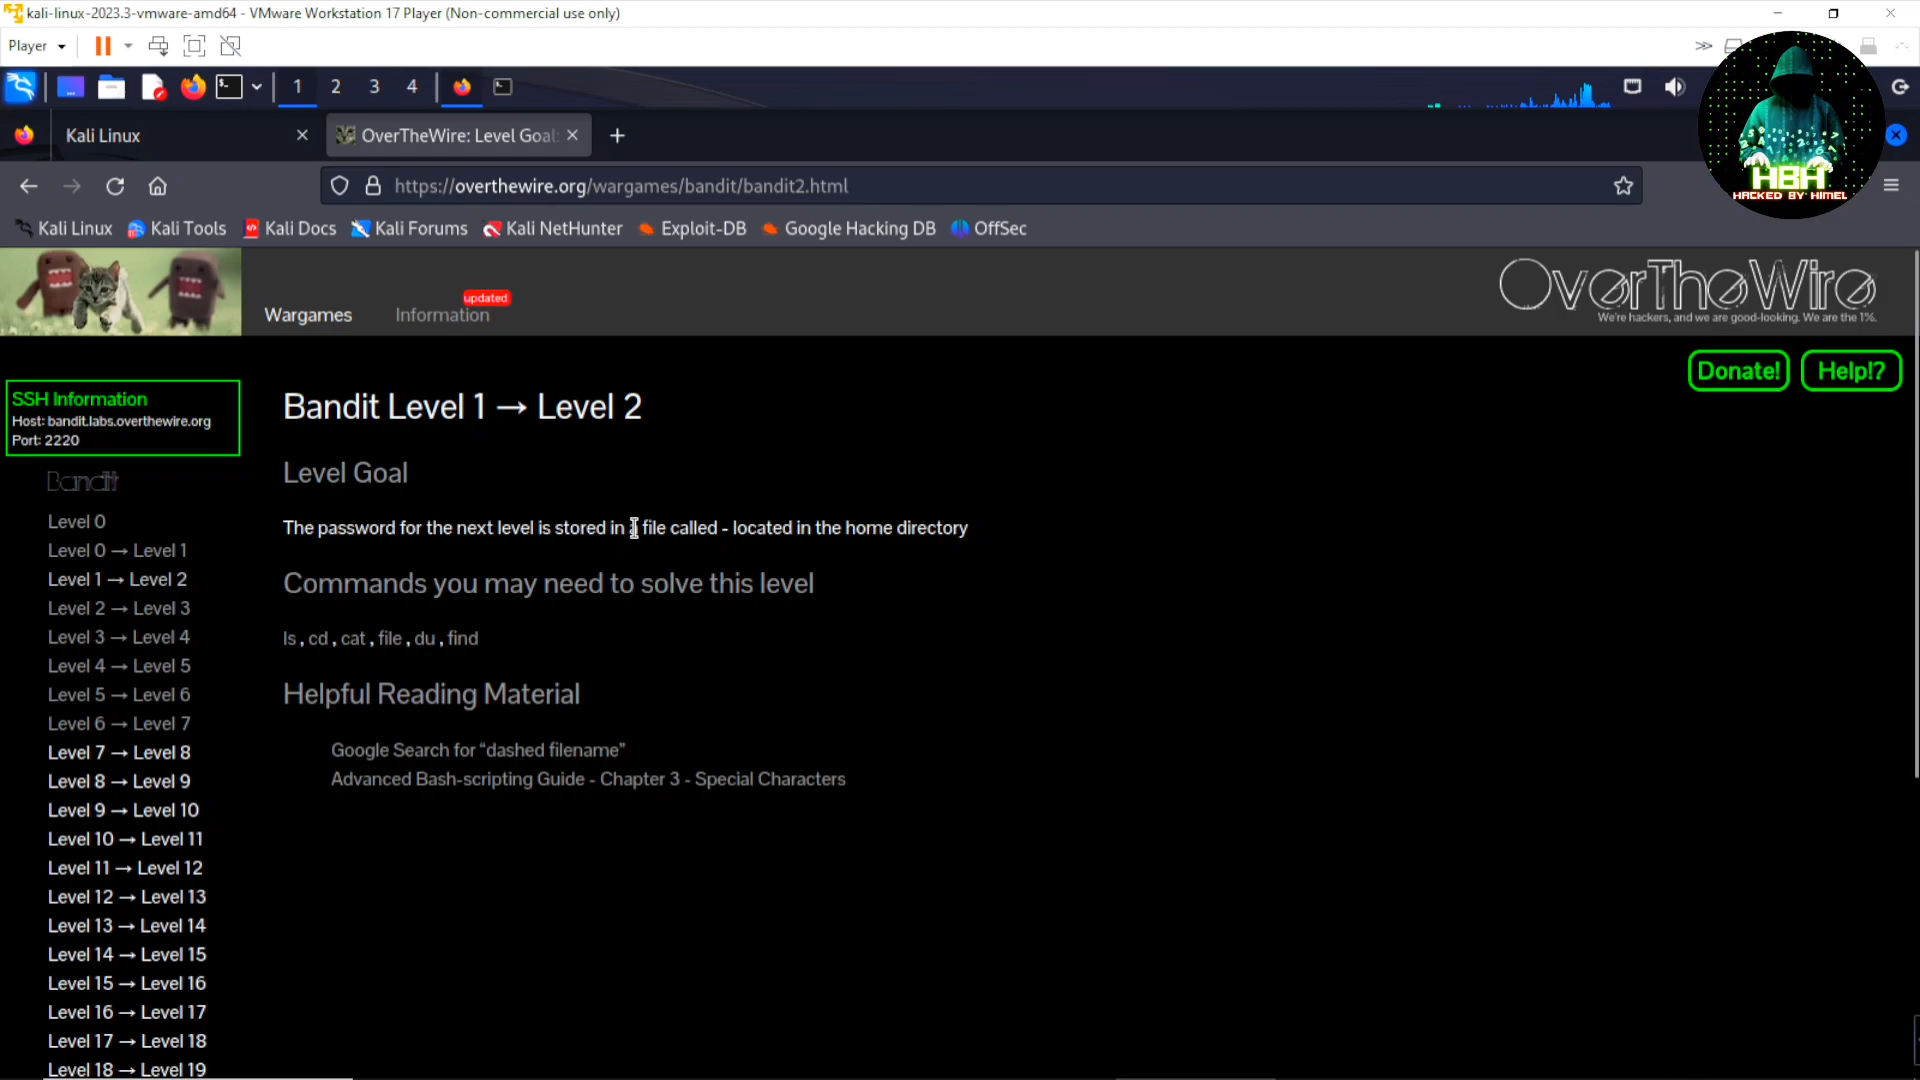 kali-linux-2023.3-vmware-amd64 - VMware Workstation 17 Player (Non-commercial use only)
Player
1 2 3 4
Kali Linux
OverTheWire: Level Goal:
https://overthewire.org/wargames/bandit/bandit2.html
Kali Linux Kali Tools Kali Docs Kali Forums Kali NetHunter Exploit-DB Google Hacking DB OffSec
HBH
HACKED BY HIMEL
Wargames
Information
updated
OverTheWire
We're hackers, and we are good-looking. We are the 1%.
Donate! Help!?
SSH Information
Host: bandit.labs.overthewire.org
Port: 2220
Bandit
Level 0
Level 0 → Level 1
Level 1 → Level 2
Level 2 → Level 3
Level 3 → Level 4
Level 4 → Level 5
Level 5 → Level 6
Level 6 → Level 7
Level 7 → Level 8
Level 8 → Level 9
Level 9 → Level 10
Level 10 → Level 11
Level 11 → Level 12
Level 12 → Level 13
Level 13 → Level 14
Level 14 → Level 15
Level 15 → Level 16
Level 16 → Level 17
Level 17 → Level 18
Level 18 → Level 19
Bandit Level 1 → Level 2
Level Goal
The password for the next level is stored in a file called - located in the home directory
Commands you may need to solve this level
ls , cd , cat , file , du , find
Helpful Reading Material
Google Search for “dashed filename”
Advanced Bash-scripting Guide - Chapter 3 - Special Characters